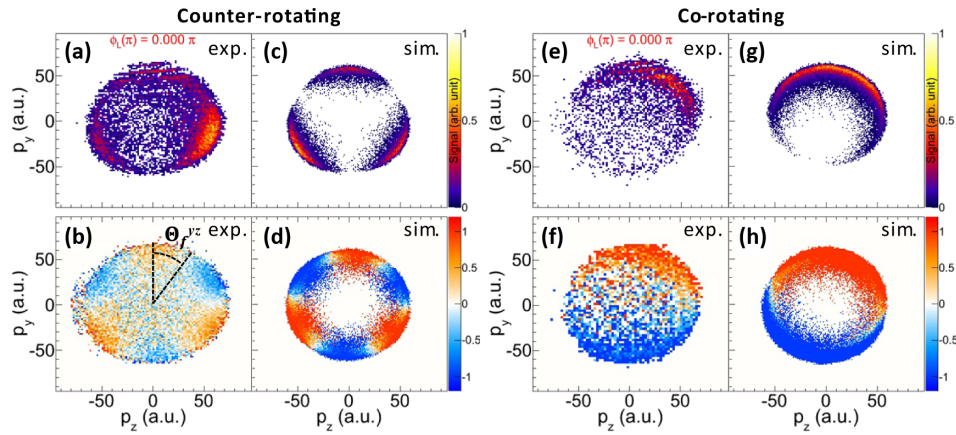 Counter-rotating
Co-rotating
(a) ϕL(π) = 0.000 π exp.
(c) sim.
(e) ϕL(π) = 0.000 π exp.
(g) sim.
50
0
-50
py (a.u.)
1
0.5
0
Signal (arb. unit)
50
0
-50
py (a.u.)
1
0.5
0
Signal (arb. unit)
(b) Θf^yz exp.
(d) sim.
(f) exp.
(h) sim.
50
0
-50
py (a.u.)
1
0.5
0
-0.5
-1
50
0
-50
py (a.u.)
1
0.5
0
-0.5
-1
-50 0 50
-50 0 50
-50 0 50
-50 0 50
pz (a.u.)
pz (a.u.)
pz (a.u.)
pz (a.u.)